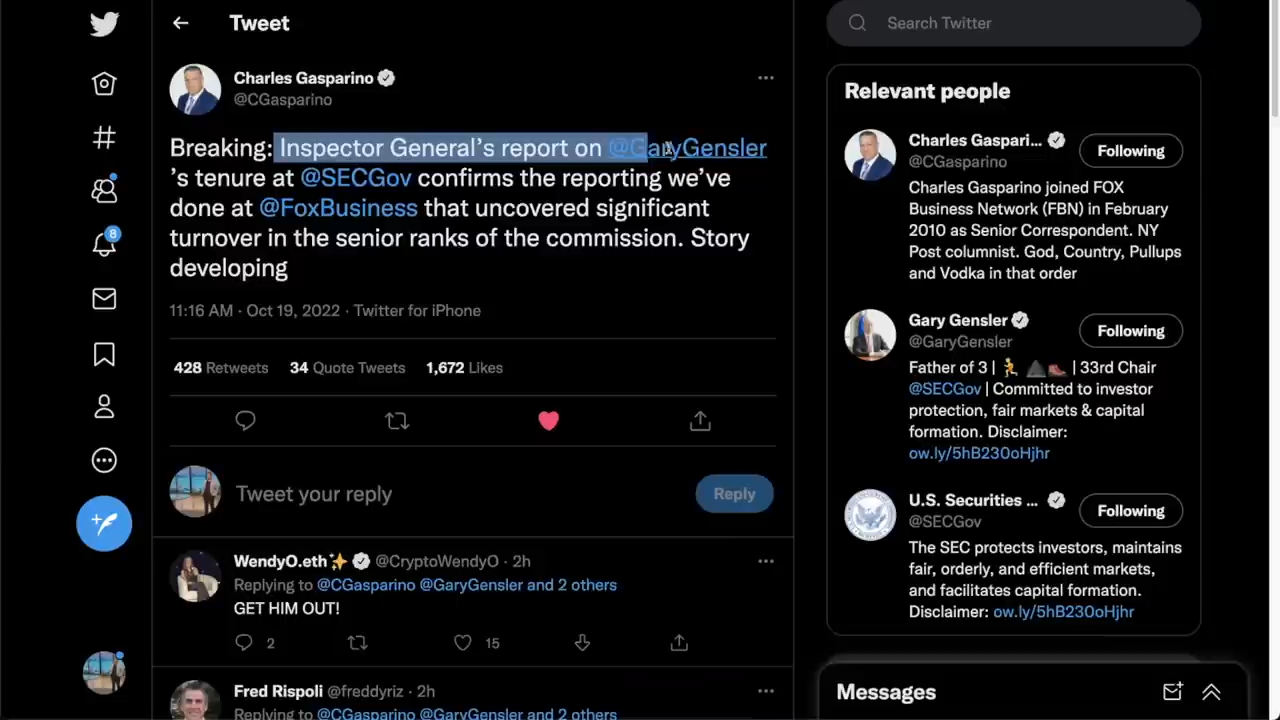 Tweet
Charles Gasparino
@CGasparino
Breaking: Inspector General's report on @GaryGensler
's tenure at @SECGov confirms the reporting we've
done at @FoxBusiness that uncovered significant
turnover in the senior ranks of the commission. Story
developing
11:16 AM · Oct 19, 2022 · Twitter for iPhone
428 Retweets 34 Quote Tweets 1,672 Likes
Tweet your reply
Reply
WendyO.eth✨ @CryptoWendyO · 2h
Replying to @CGasparino @GaryGensler and 2 others
GET HIM OUT!
2
15
Fred Rispoli @freddyriz · 2h
Replying to @CGasparino @GaryGensler and 2 others
8
Search Twitter
Relevant people
Charles Gaspari...
@CGasparino
Following
Charles Gasparino joined FOX
Business Network (FBN) in February
2010 as Senior Correspondent. NY
Post columnist. God, Country, Pullups
and Vodka in that order
Gary Gensler
@GaryGensler
Following
Father of 3 | 🏃 ⛰️🥾 | 33rd Chair
@SECGov | Committed to investor
protection, fair markets & capital
formation. Disclaimer:
ow.ly/5hB230oHjhr
U.S. Securities ...
@SECGov
Following
The SEC protects investors, maintains
fair, orderly, and efficient markets,
and facilitates capital formation.
Disclaimer: ow.ly/5hB230oHjhr
Messages